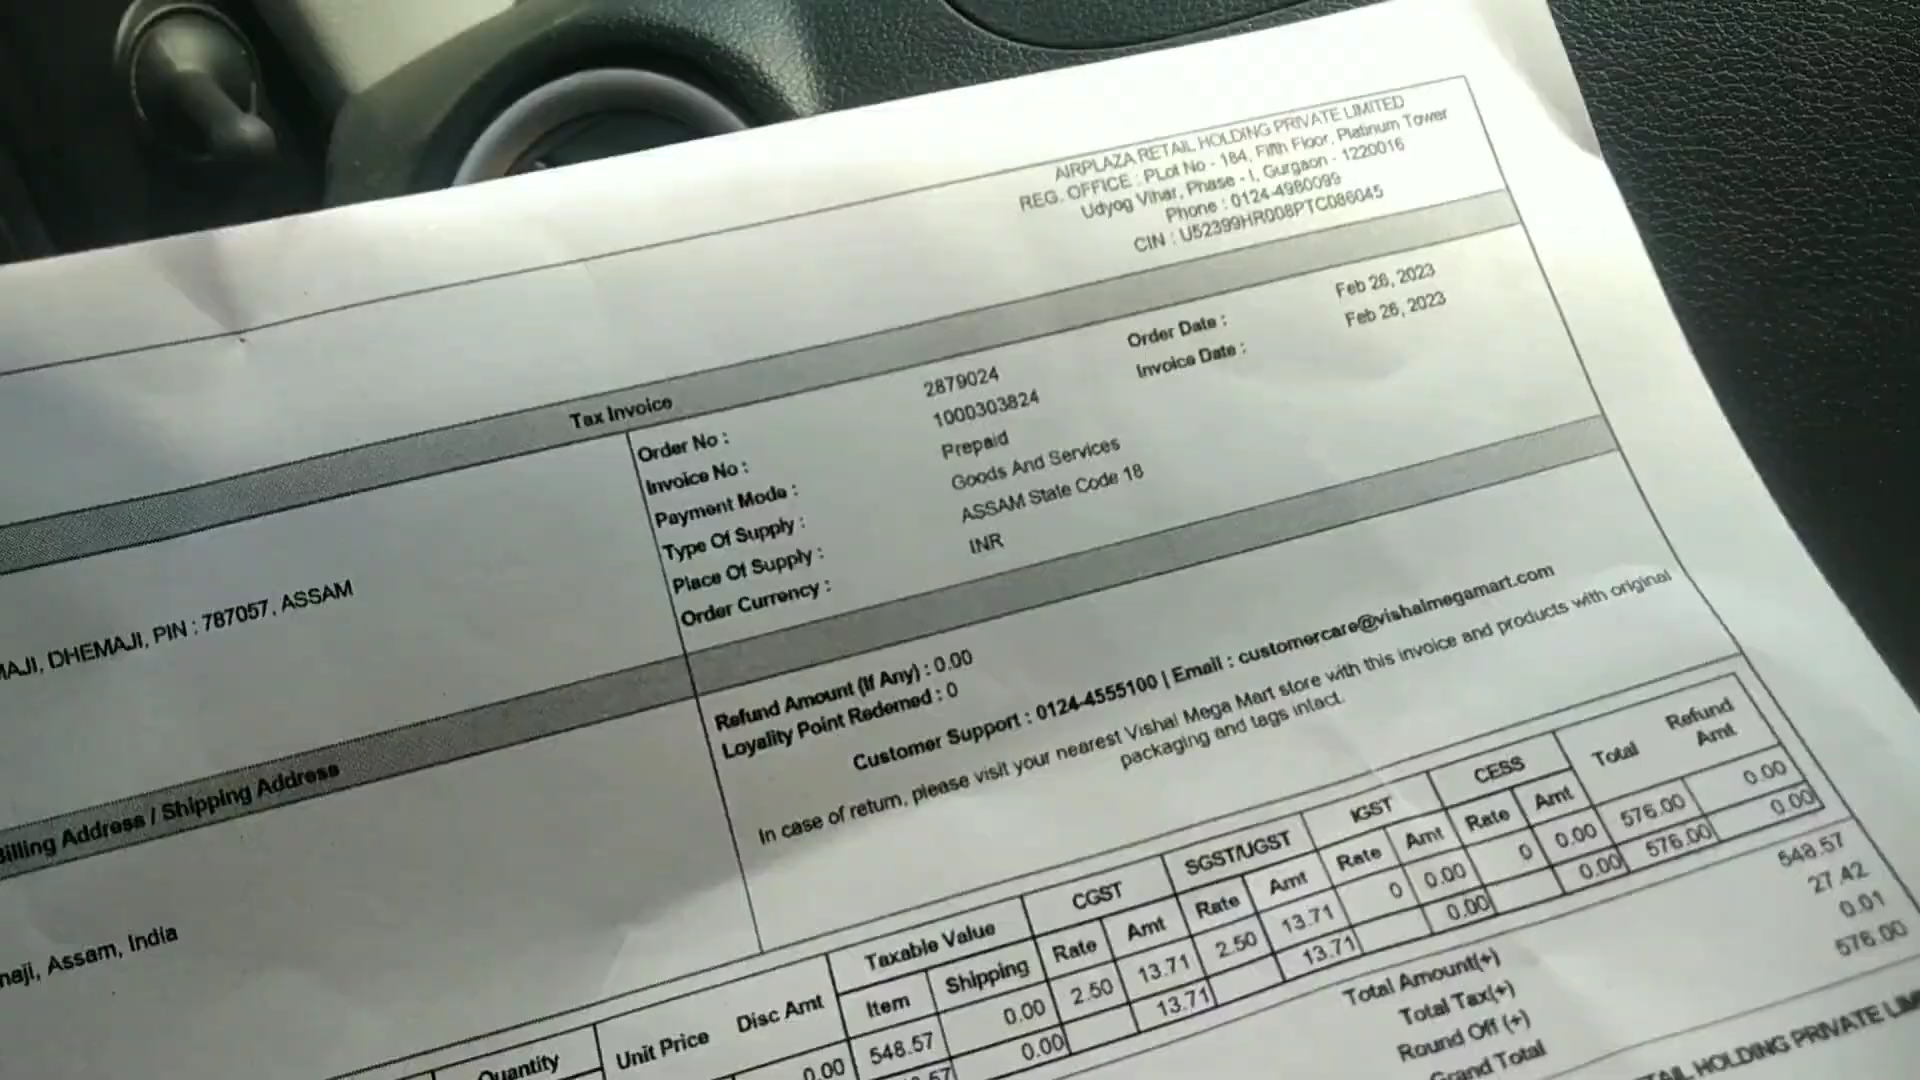 AIRPLAZA RETAIL HOLDING PRIVATE LIMITED
REG. OFFICE : PLot No - 184, Fifth Floor, Platinum Tower
Udyog Vihar, Phase - I, Gurgaon - 1220016
Phone : 0124-4980099
CIN : U52399HR008PTC086045
Tax Invoice
Order No : 2879024 Order Date : Feb 26, 2023
Invoice No : 1000303824 Invoice Date : Feb 26, 2023
Payment Mode : Prepaid
Type Of Supply : Goods And Services
Place Of Supply : ASSAM State Code 18
Order Currency : INR
MAJI, DHEMAJI, PIN : 787057, ASSAM
Billing Address / Shipping Address
Refund Amount (If Any) : 0.00
Loyality Point Redemed : 0
Customer Support : 0124-4555100 | Email : customercare@vishalmegamart.com
In case of return, please visit your nearest Vishal Mega Mart store with this invoice and products with original
packaging and tags intact.
maji, Assam, India
Quantity Unit Price Disc Amt Taxable Value CGST SGST/UGST IGST CESS Total Refund Amt
Item Shipping Rate Amt Rate Amt Rate Amt Rate Amt
0.00 548.57 0.00 2.50 13.71 2.50 13.71 0 0.00 0 0.00 576.00 0.00
0.00 13.71 13.71 0.00 0.00 576.00 0.00
Total Amount(+) 548.57
Total Tax(+) 27.42
Round Off (+) 0.01
Grand Total 576.00
HOLDING PRIVATE